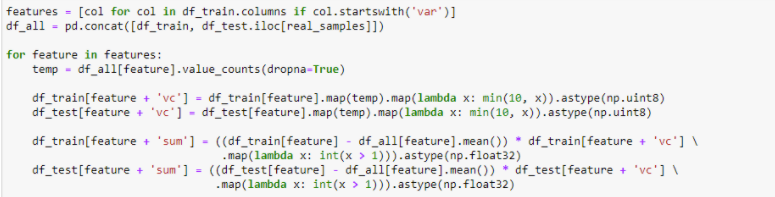 features = [col for col in df_train.columns if col.startswith('var')]
df_all = pd.concat([df_train, df_test.iloc[real_samples]])
for feature in features:
    temp = df_all[feature].value_counts(dropna=True)
    df_train[feature + 'vc'] = df_train[feature].map(temp).map(lambda x: min(10, x)).astype(np.uint8)
    df_test[feature + 'vc'] = df_test[feature].map(temp).map(lambda x: min(10, x)).astype(np.uint8)
    df_train[feature + 'sum'] = ((df_train[feature] - df_all[feature].mean()) * df_train[feature + 'vc'] \
                                 .map(lambda x: int(x > 1))).astype(np.float32)
    df_test[feature + 'sum'] = ((df_test[feature] - df_all[feature].mean()) * df_test[feature + 'vc'] \
                                .map(lambda x: int(x > 1))).astype(np.float32)